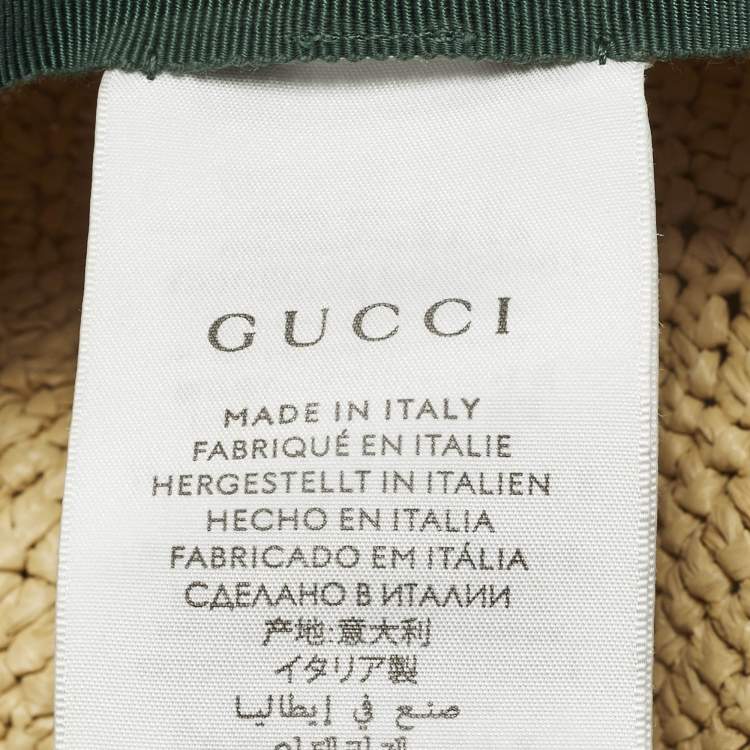 GUCCI
MADE IN ITALY
FABRIQUÉ EN ITALIE
HERGESTELLT IN ITALIEN
HECHO EN ITALIA
FABRICADO EM ITÁLIA
СДЕЛАНО В ИТАЛИИ
产地:意大利
イタリア製
صنع في إيطاليا